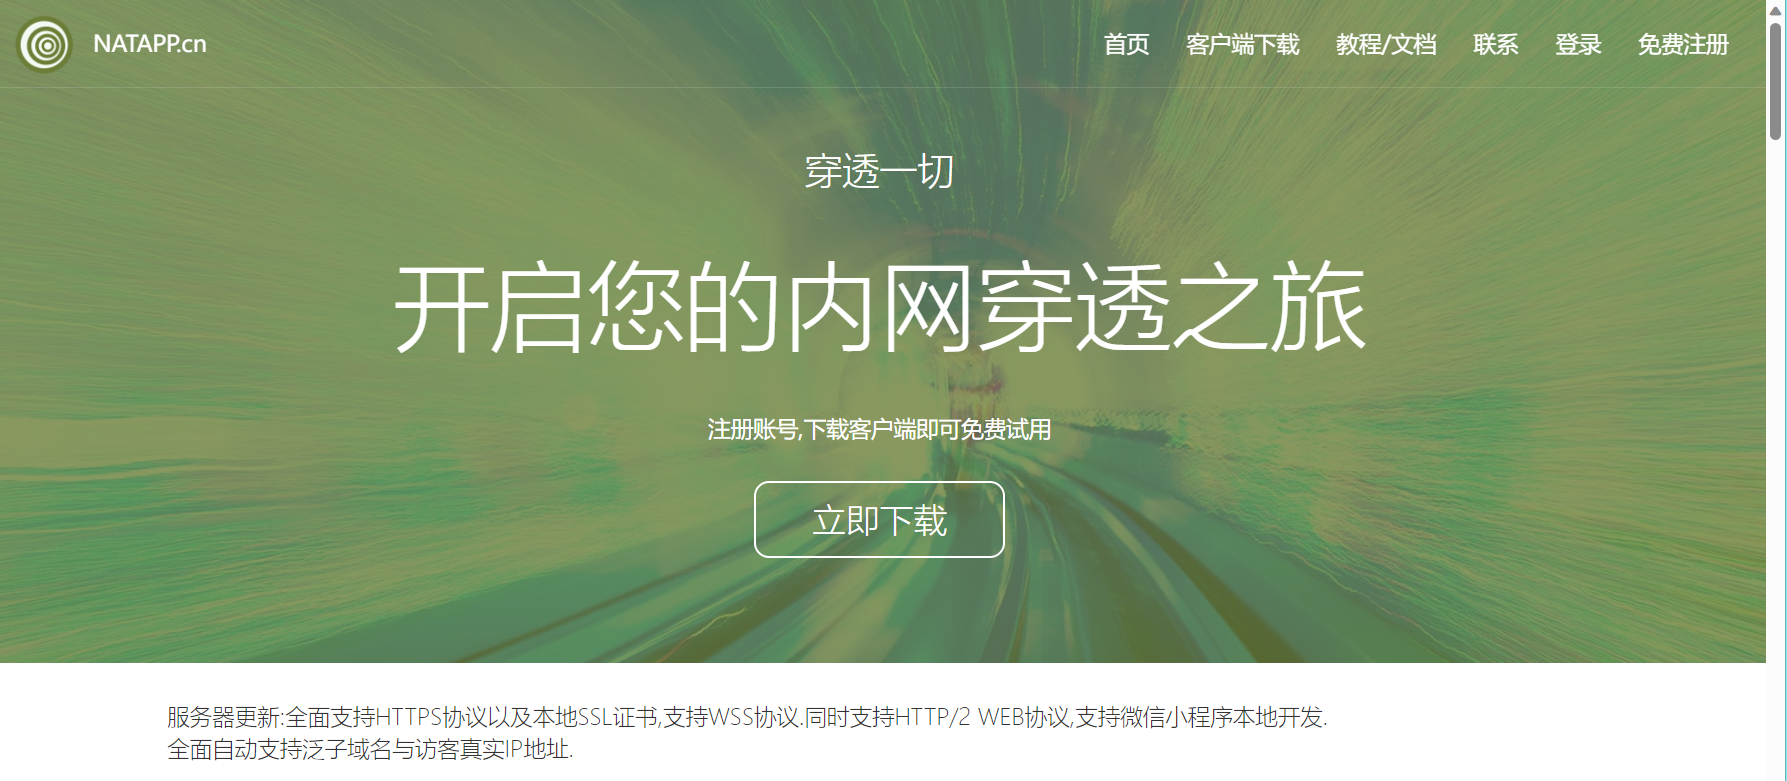 NATAPP.cn
首页 客户端下载 教程/文档 联系 登录 免费注册
穿透一切
开启您的内网穿透之旅
注册账号,下载客户端即可免费试用
立即下载
服务器更新:全面支持HTTPS协议以及本地SSL证书,支持WSS协议.同时支持HTTP/2 WEB协议,支持微信小程序本地开发.
全面自动支持泛子域名与访客真实IP地址.